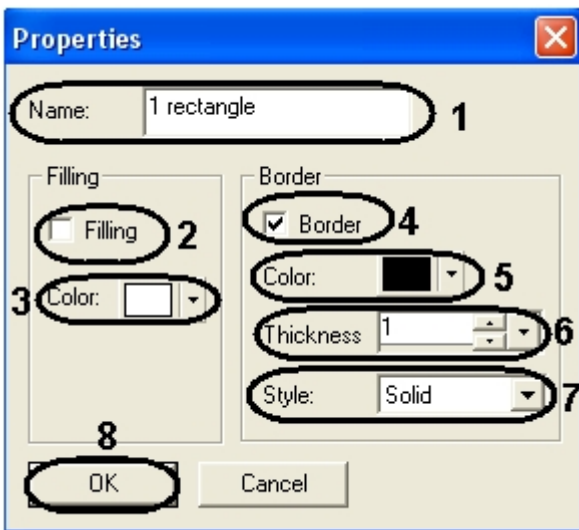 Properties
Name: 1 rectangle 1
Filling
Filling 2
3 Color:
Border
Border 4
Color: 5
Thickness 1 6
Style: Solid 7
8
OK Cancel